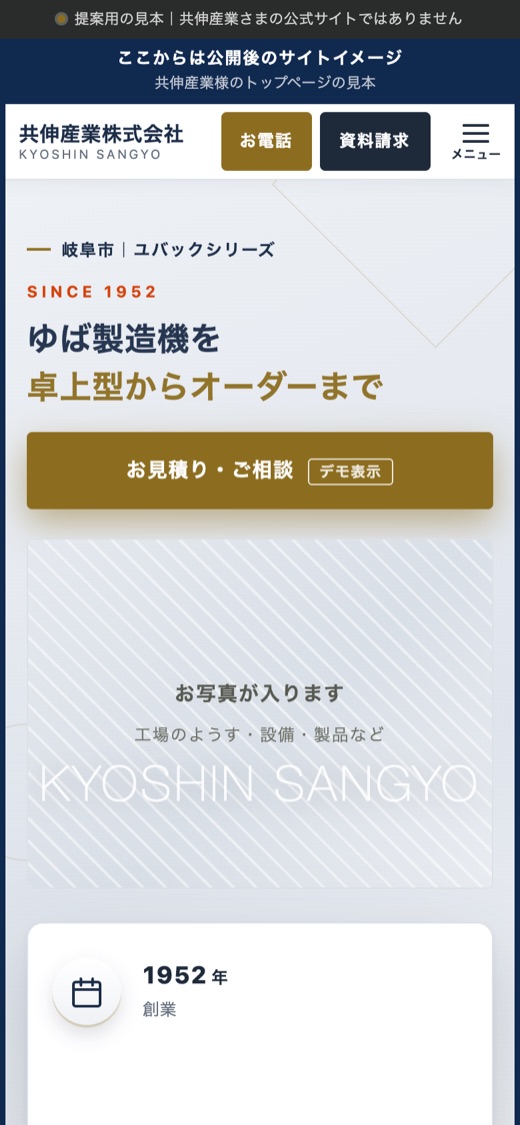 提案用の見本｜共伸産業さまの公式サイトではありません
ここからは公開後のサイトイメージ
共伸産業様のトップページの見本
共伸産業株式会社
KYOSHIN SANGYO
お電話
資料請求
メニュー
岐阜市｜ユバックシリーズ
SINCE 1952
ゆば製造機を
卓上型からオーダーまで
お見積り・ご相談 デモ表示
お写真が入ります
工場のようす・設備・製品など
KYOSHIN SANGYO
1952年
創業